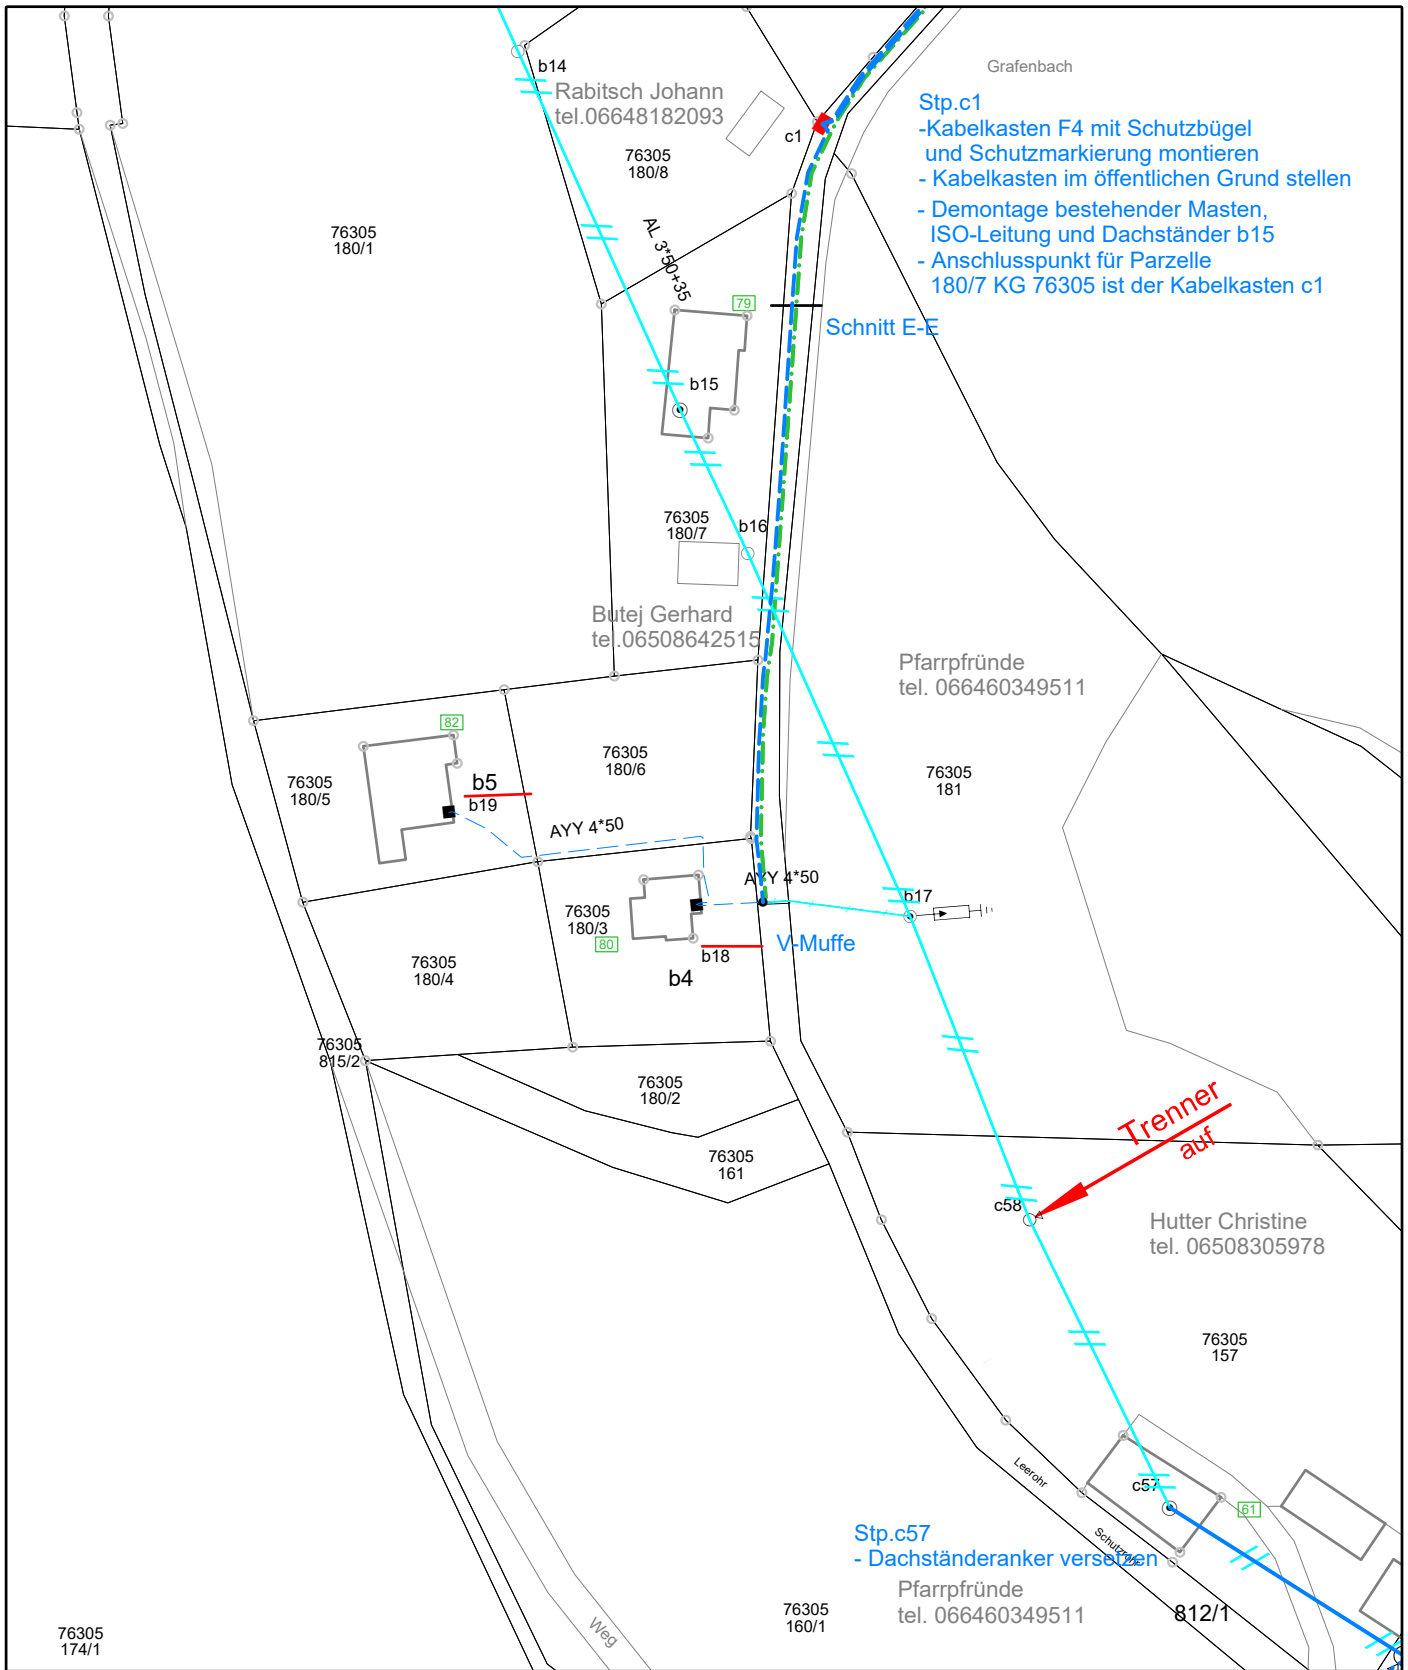 b14
Rabitsch Johann
tel.06648182093
76305
180/8
c1
Grafenbach
Stp.c1
-Kabelkasten F4 mit Schutzbügel
und Schutzmarkierung montieren
- Kabelkasten im öffentlichen Grund stellen
- Demontage bestehender Masten,
ISO-Leitung und Dachständer b15
- Anschlusspunkt für Parzelle
180/7 KG 76305 ist der Kabelkasten c1
76305
180/1
AL 3*50+35
79
Schnitt E-E
b15
76305
180/7
b16
Butej Gerhard
tel.06508642515
Pfarrpfründe
tel. 066460349511
82
76305
180/5
b5
b19
76305
180/6
76305
181
AYY 4*50
AYY 4*50
b17
76305
180/3
80
V-Muffe
b18
b4
76305
180/4
76305
815/2
76305
180/2
76305
161
Trenner
auf
c58
Hutter Christine
tel. 06508305978
76305
157
Leerohr
c57
61
Schutzrohr
Stp.c57
- Dachständeranker versetzen
Pfarrpfründe
tel. 066460349511
812/1
76305
160/1
Weg
76305
174/1